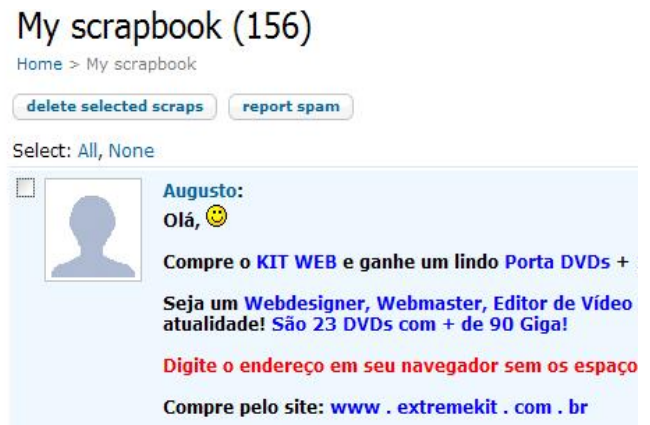 My scrapbook (156)
Home > My scrapbook
delete selected scraps report spam
Select: All, None
Augusto:
Olá,
Compre o KIT WEB e ganhe um lindo Porta DVDs +
Seja um Webdesigner, Webmaster, Editor de Vídeo
atualidade! São 23 DVDs com + de 90 Giga!
Digite o endereço em seu navegador sem os espaço
Compre pelo site: www . extremekit . com . br